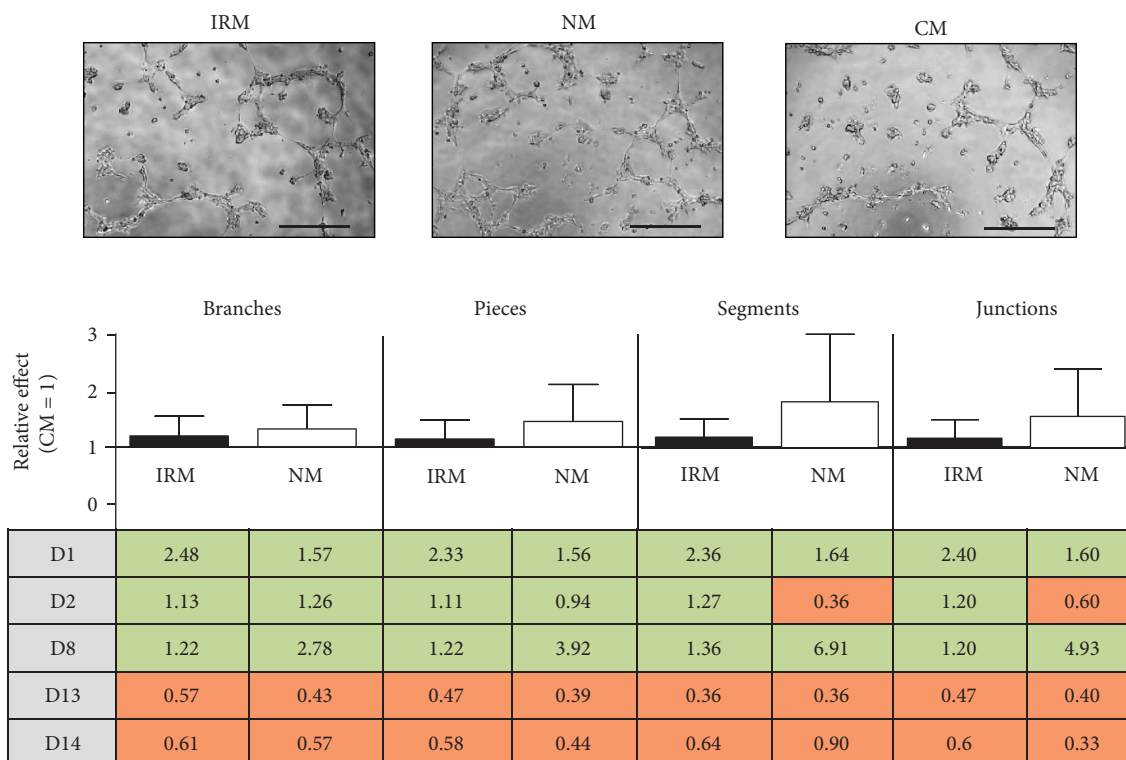 IRM NM CM
Branches Pieces Segments Junctions
Relative effect
(CM = 1)
3
2
1
0
IRM NM IRM NM IRM NM IRM NM
D1 2.48 1.57 2.33 1.56 2.36 1.64 2.40 1.60
D2 1.13 1.26 1.11 0.94 1.27 0.36 1.20 0.60
D8 1.22 2.78 1.22 3.92 1.36 6.91 1.20 4.93
D13 0.57 0.43 0.47 0.39 0.36 0.36 0.47 0.40
D14 0.61 0.57 0.58 0.44 0.64 0.90 0.6 0.33